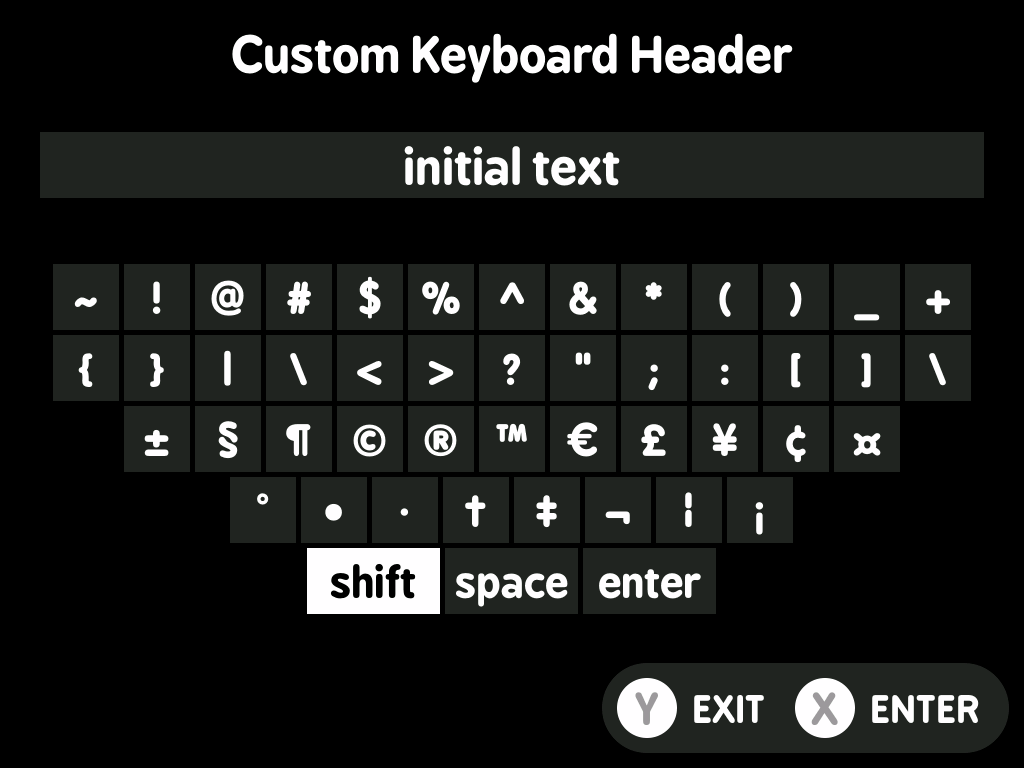 Custom Keyboard Header
initial text
~ ! @ # $ % ^ & * ( ) _ +
{ } | \ < > ? " ; : [ ] \
± § ¶ © ® ™ € £ ¥ ¢ ¤
° • · † ‡ ¬ ¦ ¡
shift space enter
Y EXIT X ENTER